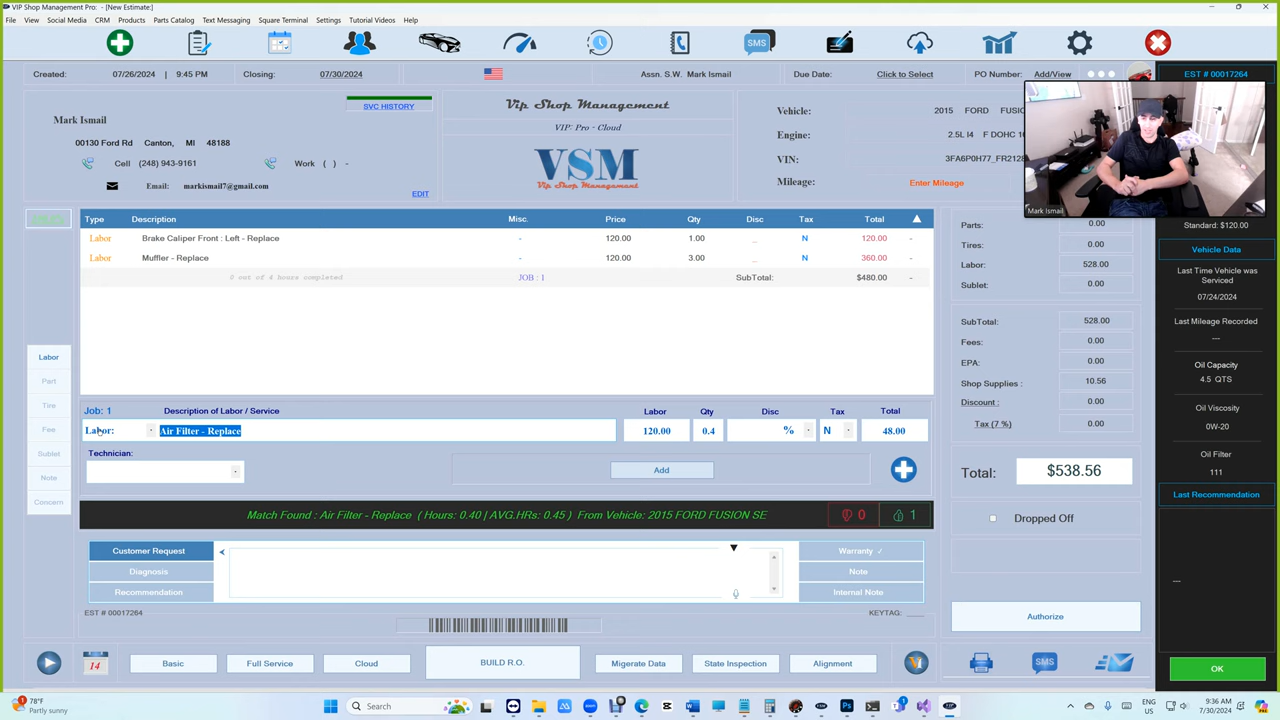 VIP Shop Management Pro: - [New Estimate:]
File View Social Media CRM Products Parts Catalog Text Messaging Square Terminal Settings Tutorial Videos Help
SMS
Created: 07/26/2024 | 9:45 PM Closing: 07/30/2024 Assn. S.W. Mark Ismail Due Date: Click to Select PO Number: Add/View EST # 00017264
SVC HISTORY
Mark Ismail
00130 Ford Rd Canton, MI 48188
Cell (248) 943-9161 Work ( ) -
Email: markismail7@gmail.com
EDIT
Vip Shop Management
VIP: Pro - Cloud
VSM
Vip Shop Management
Vehicle: 2015 FORD
Engine: 2.5L I4 F DOHC
VIN: 3FA6P0H77_FR2128
Mileage: Enter Mileage
Mark Ismail
Standard: $120.00
Type Description Misc. Price Qty Disc Tax Total
Labor Brake Caliper Front : Left - Replace - 120.00 1.00 __ N 120.00 -
Labor Muffler - Replace - 120.00 3.00 __ N 360.00 -
0 out of 4 hours completed JOB : 1 SubTotal: $480.00 -
Labor
Part
Tire
Fee
Sublet
Note
Concern
Job: 1 Description of Labor / Service Labor Qty Disc Tax Total
Labor: Air Filter - Replace 120.00 0.4 % N 48.00
Technician:
Add
Match Found : Air Filter - Replace ( Hours: 0.40 | AVG.HRs: 0.45 ) From Vehicle: 2015 FORD FUSION SE 0 1
Customer Request
Diagnosis
Recommendation
Warranty ✓
Note
Internal Note
EST # 00017264 KEYTAG: ____
14 Basic Full Service Cloud BUILD R.O. Migerate Data State Inspection Alignment
Parts: 0.00
Tires: 0.00
Labor: 528.00
Sublet: 0.00
SubTotal: 528.00
Fees: 0.00
EPA: 0.00
Shop Supplies : 10.56
Discount : 0.00
Tax (7 %) 0.00
Total: $538.56
Dropped Off
Authorize
SMS
Vehicle Data
Last Time Vehicle was
Serviced
07/24/2024
Last Mileage Recorded
---
Oil Capacity
4.5 QTS
Oil Viscosity
0W-20
Oil Filter
111
Last Recommendation
---
OK
78°F
Partly sunny
Search
ENG
US
9:36 AM
7/30/2024